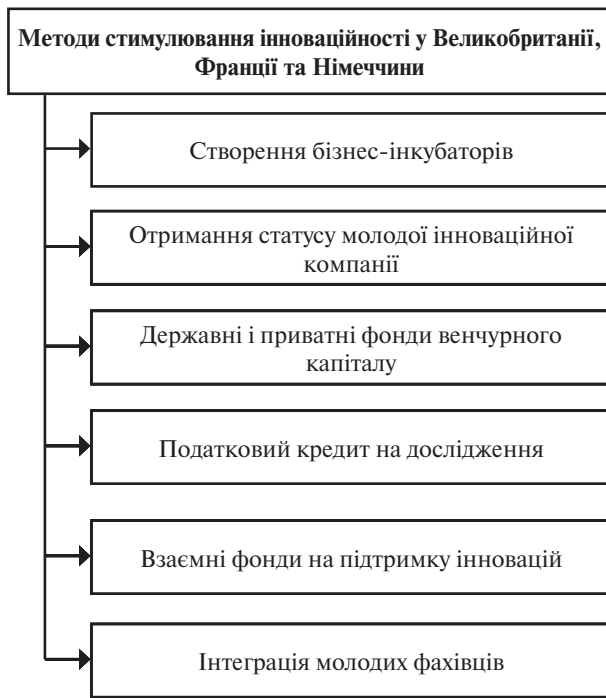 Методи стимулювання інноваційності у Великобританії,
Франції та Німеччини
Створення бізнес-інкубаторів
Отримання статусу молодої інноваційної
компанії
Державні і приватні фонди венчурного
капіталу
Податковий кредит на дослідження
Взаємні фонди на підтримку інновацій
Інтеграція молодих фахівців